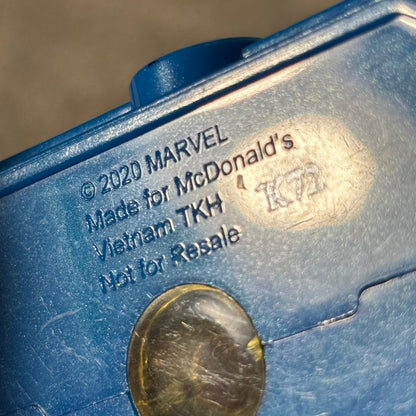 © 2020 MARVEL
Made for McDonald's
Vietnam TKH
Not for Resale
K72